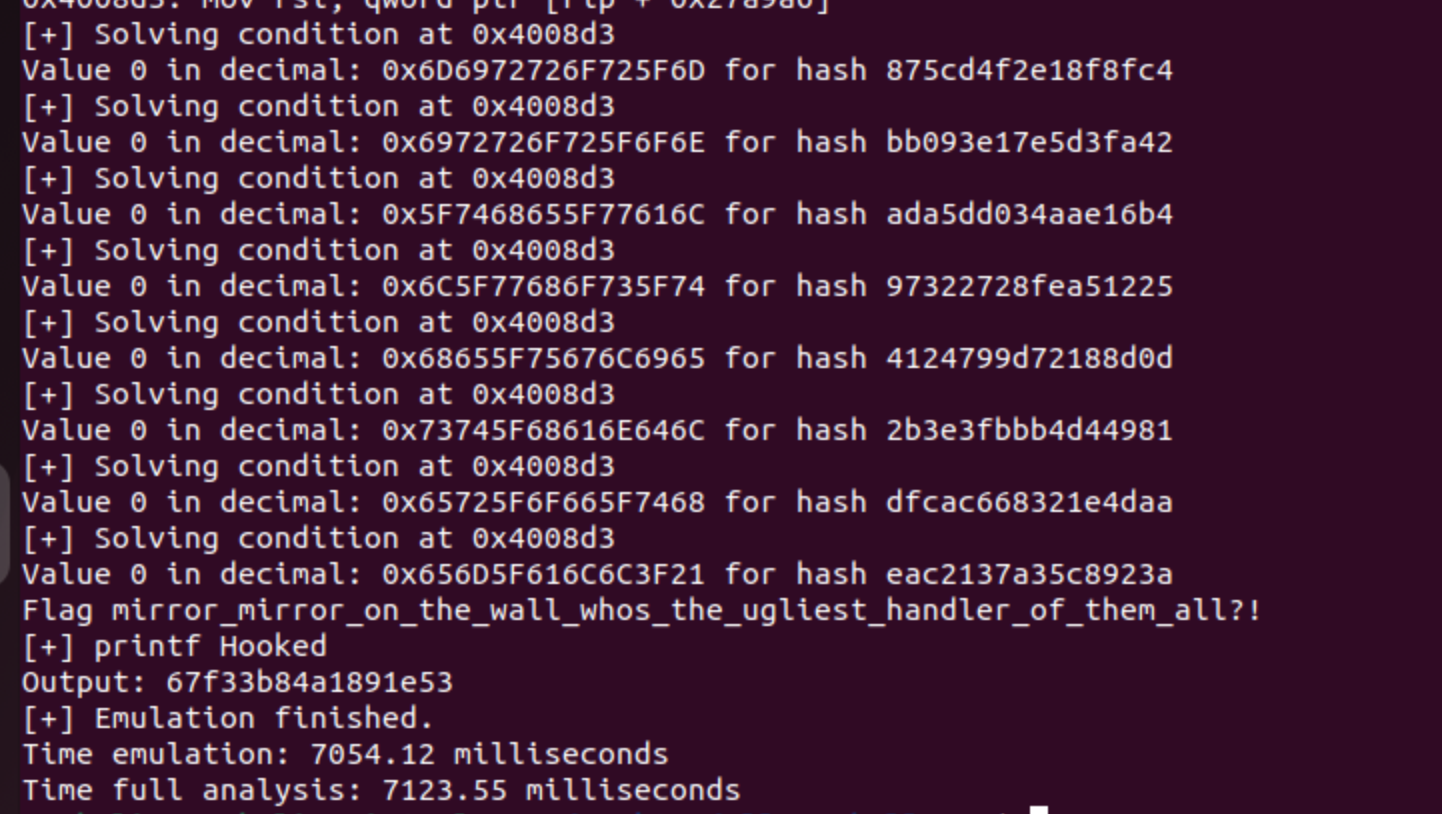 0x4008d3: mov rsi, qword ptr [rip + 0x27a9a6]
[+] Solving condition at 0x4008d3
Value 0 in decimal: 0x6D6972726F725F6D for hash 875cd4f2e18f8fc4
[+] Solving condition at 0x4008d3
Value 0 in decimal: 0x6972726F725F6F6E for hash bb093e17e5d3fa42
[+] Solving condition at 0x4008d3
Value 0 in decimal: 0x5F7468655F77616C for hash ada5dd034aae16b4
[+] Solving condition at 0x4008d3
Value 0 in decimal: 0x6C5F77686F735F74 for hash 97322728fea51225
[+] Solving condition at 0x4008d3
Value 0 in decimal: 0x68655F75676C6965 for hash 4124799d72188d0d
[+] Solving condition at 0x4008d3
Value 0 in decimal: 0x73745F68616E646C for hash 2b3e3fbbb4d44981
[+] Solving condition at 0x4008d3
Value 0 in decimal: 0x65725F6F665F7468 for hash dfcac668321e4daa
[+] Solving condition at 0x4008d3
Value 0 in decimal: 0x656D5F616C6C3F21 for hash eac2137a35c8923a
Flag mirror_mirror_on_the_wall_whos_the_ugliest_handler_of_them_all?!
[+] printf Hooked
Output: 67f33b84a1891e53
[+] Emulation finished.
Time emulation: 7054.12 milliseconds
Time full analysis: 7123.55 milliseconds